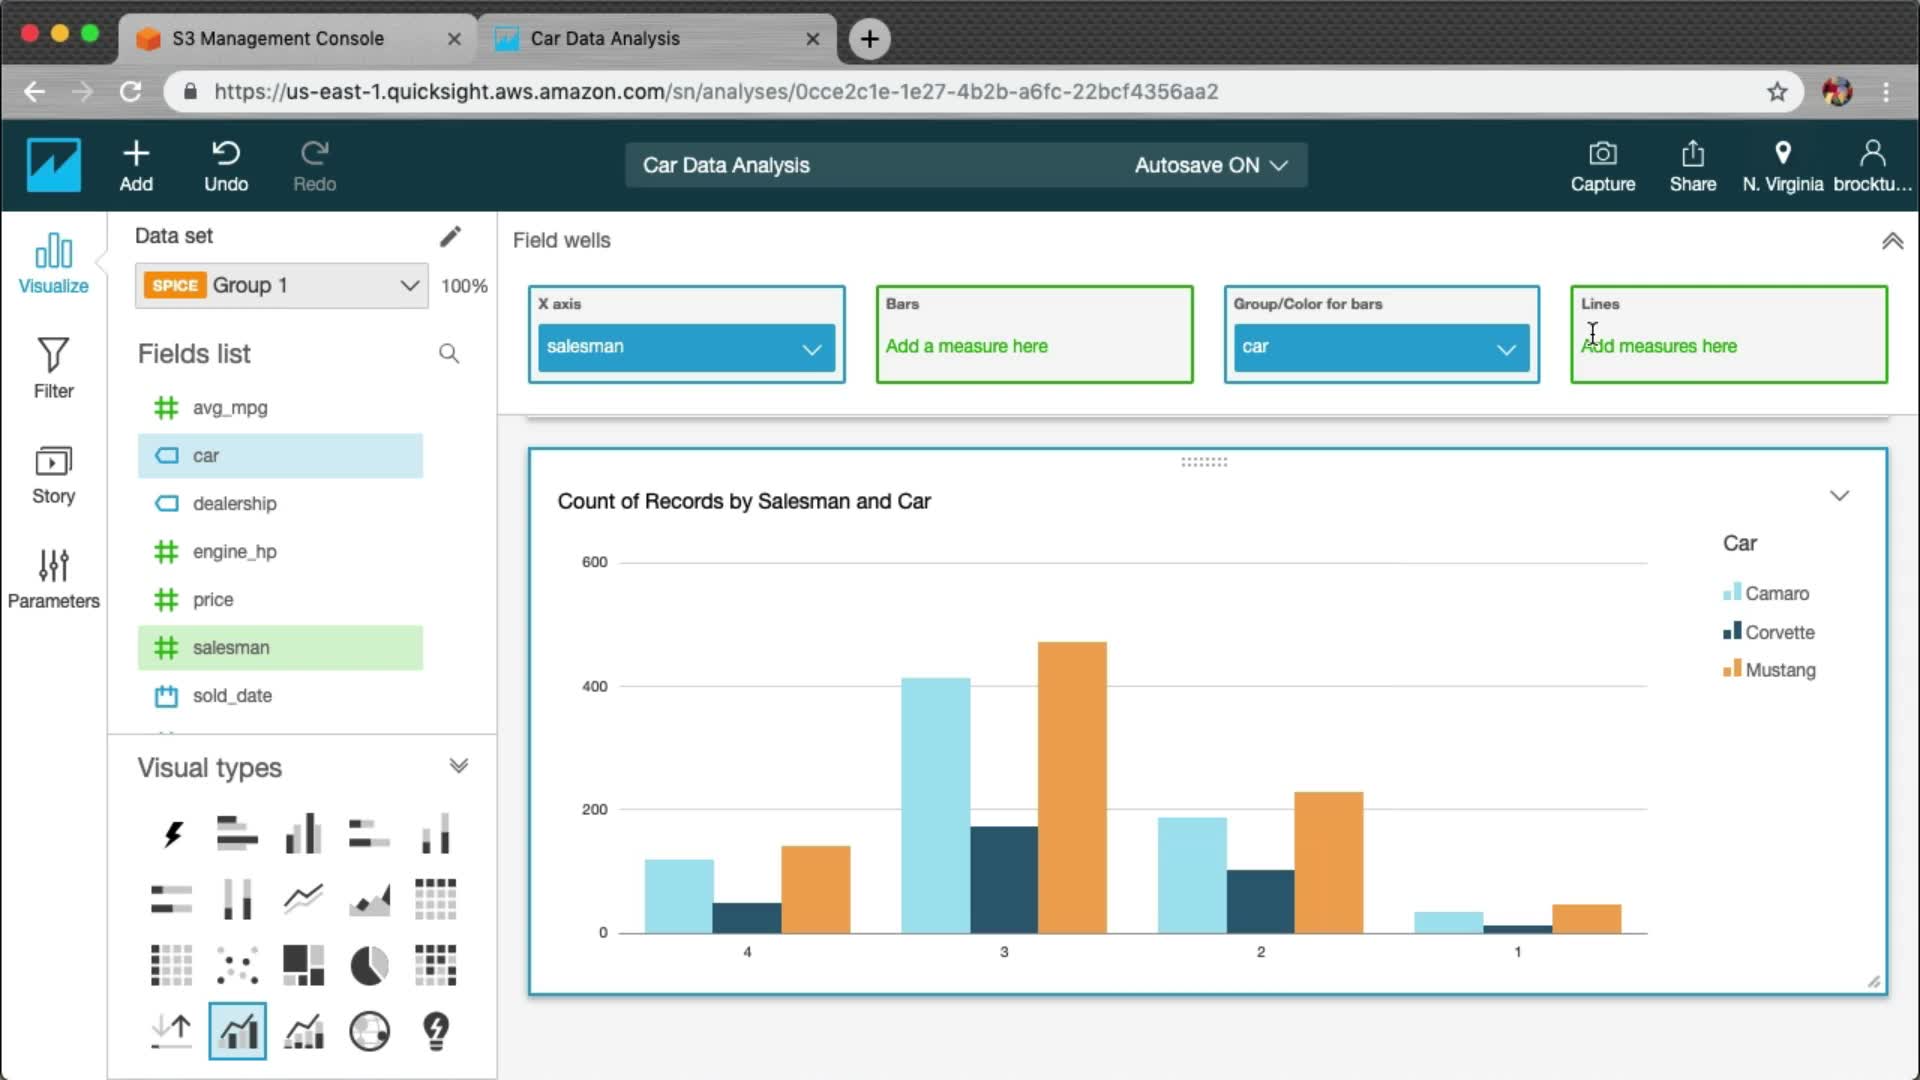 S3 Management Console
Car Data Analysis
https://us-east-1.quicksight.aws.amazon.com/sn/analyses/0cce2c1e-1e27-4b2b-a6fc-22bcf4356aa2
Add
Undo
Redo
Car Data Analysis
Autosave ON
Capture
Share
N. Virginia
brocktu...
Visualize
Filter
Story
Parameters
Data set
SPICE Group 1
100%
Fields list
avg_mpg
car
dealership
engine_hp
price
salesman
sold_date
Visual types
Field wells
X axis
salesman
Bars
Add a measure here
Group/Color for bars
car
Lines
Add measures here
Count of Records by Salesman and Car
600
400
200
0
4
3
2
1
Car
Camaro
Corvette
Mustang